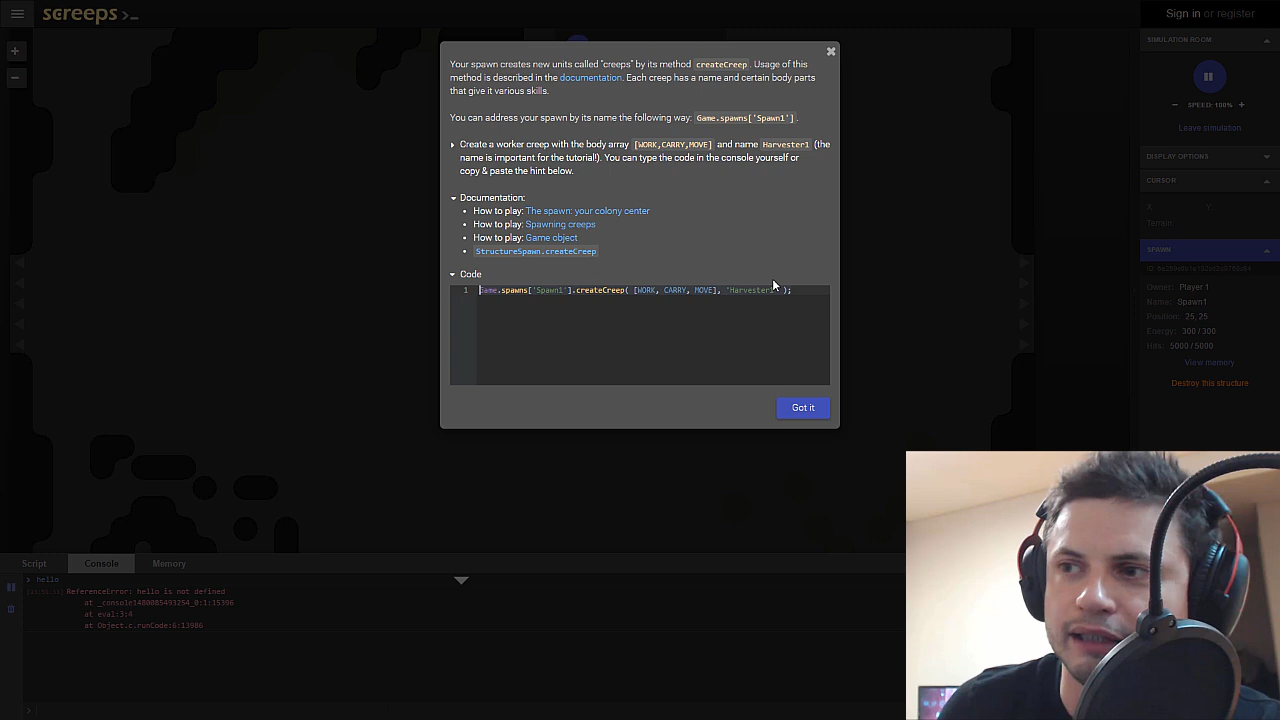 screeps>_
Sign in or register
Your spawn creates new units called "creeps" by its method createCreep. Usage of this
method is described in the documentation. Each creep has a name and certain body parts
that give it various skills.
You can address your spawn by its name the following way: Game.spawns['Spawn1'].
Create a worker creep with the body array [WORK,CARRY,MOVE] and name Harvester1 (the
name is important for the tutorial!). You can type the code in the console yourself or
copy & paste the hint below.
Documentation:
How to play: The spawn: your colony center
How to play: Spawning creeps
How to play: Game object
StructureSpawn.createCreep
Code
1 Game.spawns['Spawn1'].createCreep( [WORK, CARRY, MOVE], 'Harvester1' );
Got it
SIMULATION ROOM
SPEED: 100%
Leave simulation
DISPLAY OPTIONS
CURSOR
X: Y:
Terrain:
SPAWN
Owner: Player 1
Name: Spawn1
Position: 25, 25
Energy: 300 / 300
Hits: 5000 / 5000
View memory
Destroy this structure
Script Console Memory
> hello
ReferenceError: hello is not defined
at _console1480085493254_0:1:15396
at eval:3:4
at Object.c.runCode:6:13986
>